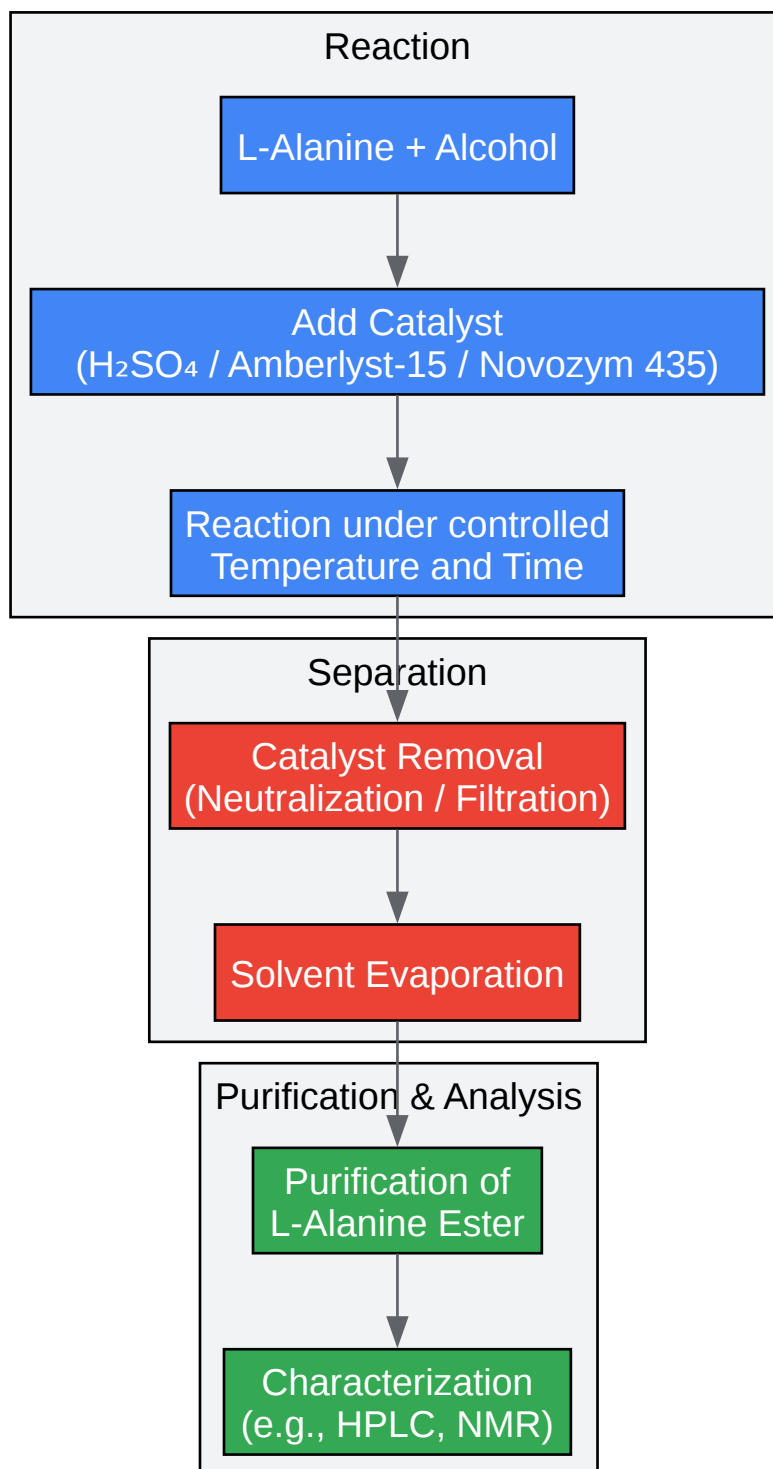 Reaction
L-Alanine + Alcohol
Add Catalyst
(H₂SO₄ / Amberlyst-15 / Novozym 435)
Reaction under controlled
Temperature and Time
Separation
Catalyst Removal
(Neutralization / Filtration)
Solvent Evaporation
Purification & Analysis
Purification of
L-Alanine Ester
Characterization
(e.g., HPLC, NMR)